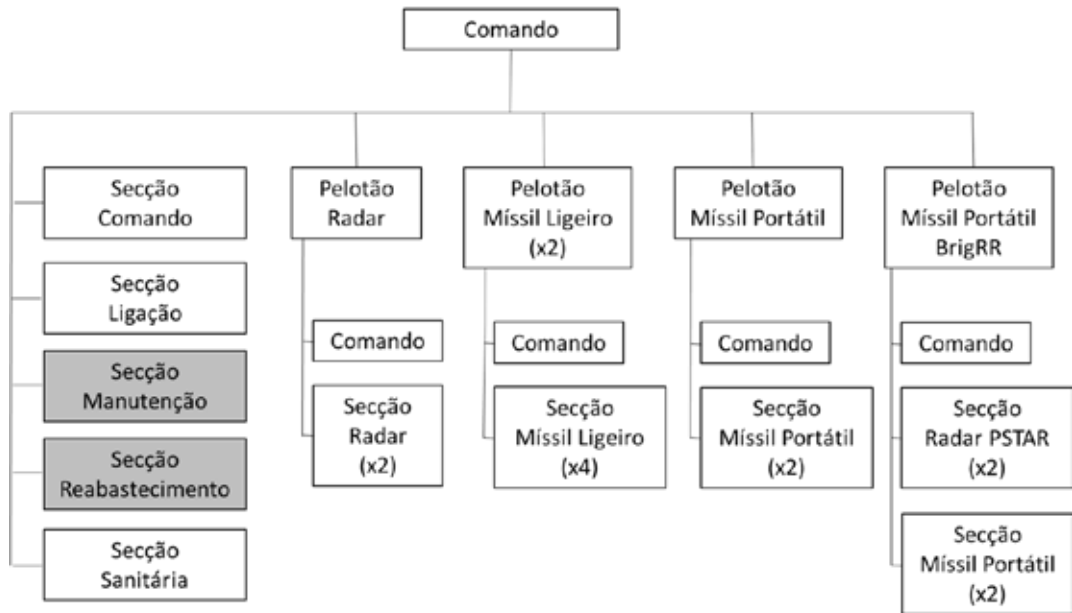 Comando
Secção
Comando
Secção
Ligação
Secção
Manutenção
Secção
Reabastecimento
Secção
Sanitária
Pelotão
Radar
Comando
Secção
Radar
(x2)
Pelotão
Míssil Ligeiro
(x2)
Comando
Secção
Míssil Ligeiro
(x4)
Pelotão
Míssil Portátil
Comando
Secção
Míssil Portátil
(x2)
Pelotão
Míssil Portátil
BrigRR
Comando
Secção
Radar PSTAR
(x2)
Secção
Míssil Portátil
(x2)